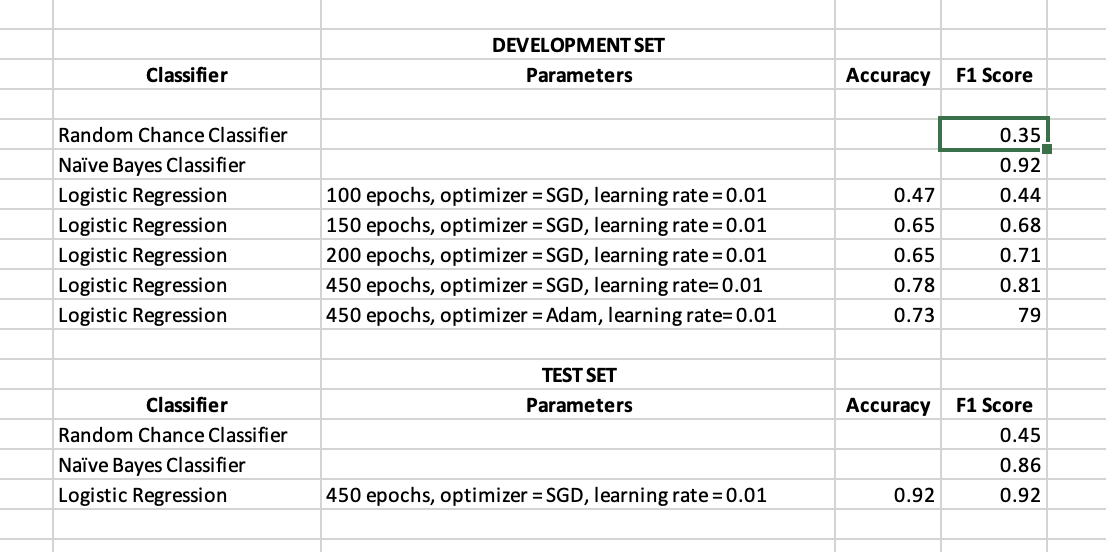 DEVELOPMENT SET
Classifier Parameters Accuracy F1 Score
Random Chance Classifier 0.35
Naïve Bayes Classifier 0.92
Logistic Regression 100 epochs, optimizer = SGD, learning rate = 0.01 0.47 0.44
Logistic Regression 150 epochs, optimizer = SGD, learning rate = 0.01 0.65 0.68
Logistic Regression 200 epochs, optimizer = SGD, learning rate = 0.01 0.65 0.71
Logistic Regression 450 epochs, optimizer = SGD, learning rate= 0.01 0.78 0.81
Logistic Regression 450 epochs, optimizer = Adam, learning rate= 0.01 0.73 79
TEST SET
Classifier Parameters Accuracy F1 Score
Random Chance Classifier 0.45
Naïve Bayes Classifier 0.86
Logistic Regression 450 epochs, optimizer = SGD, learning rate = 0.01 0.92 0.92